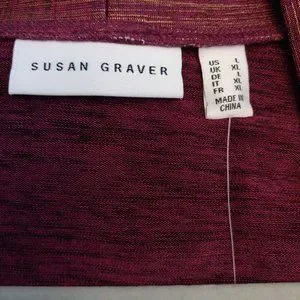 SUSAN GRAVER
US L
UK XL
DE L
IT XL
FR XL
MADE IN
CHINA